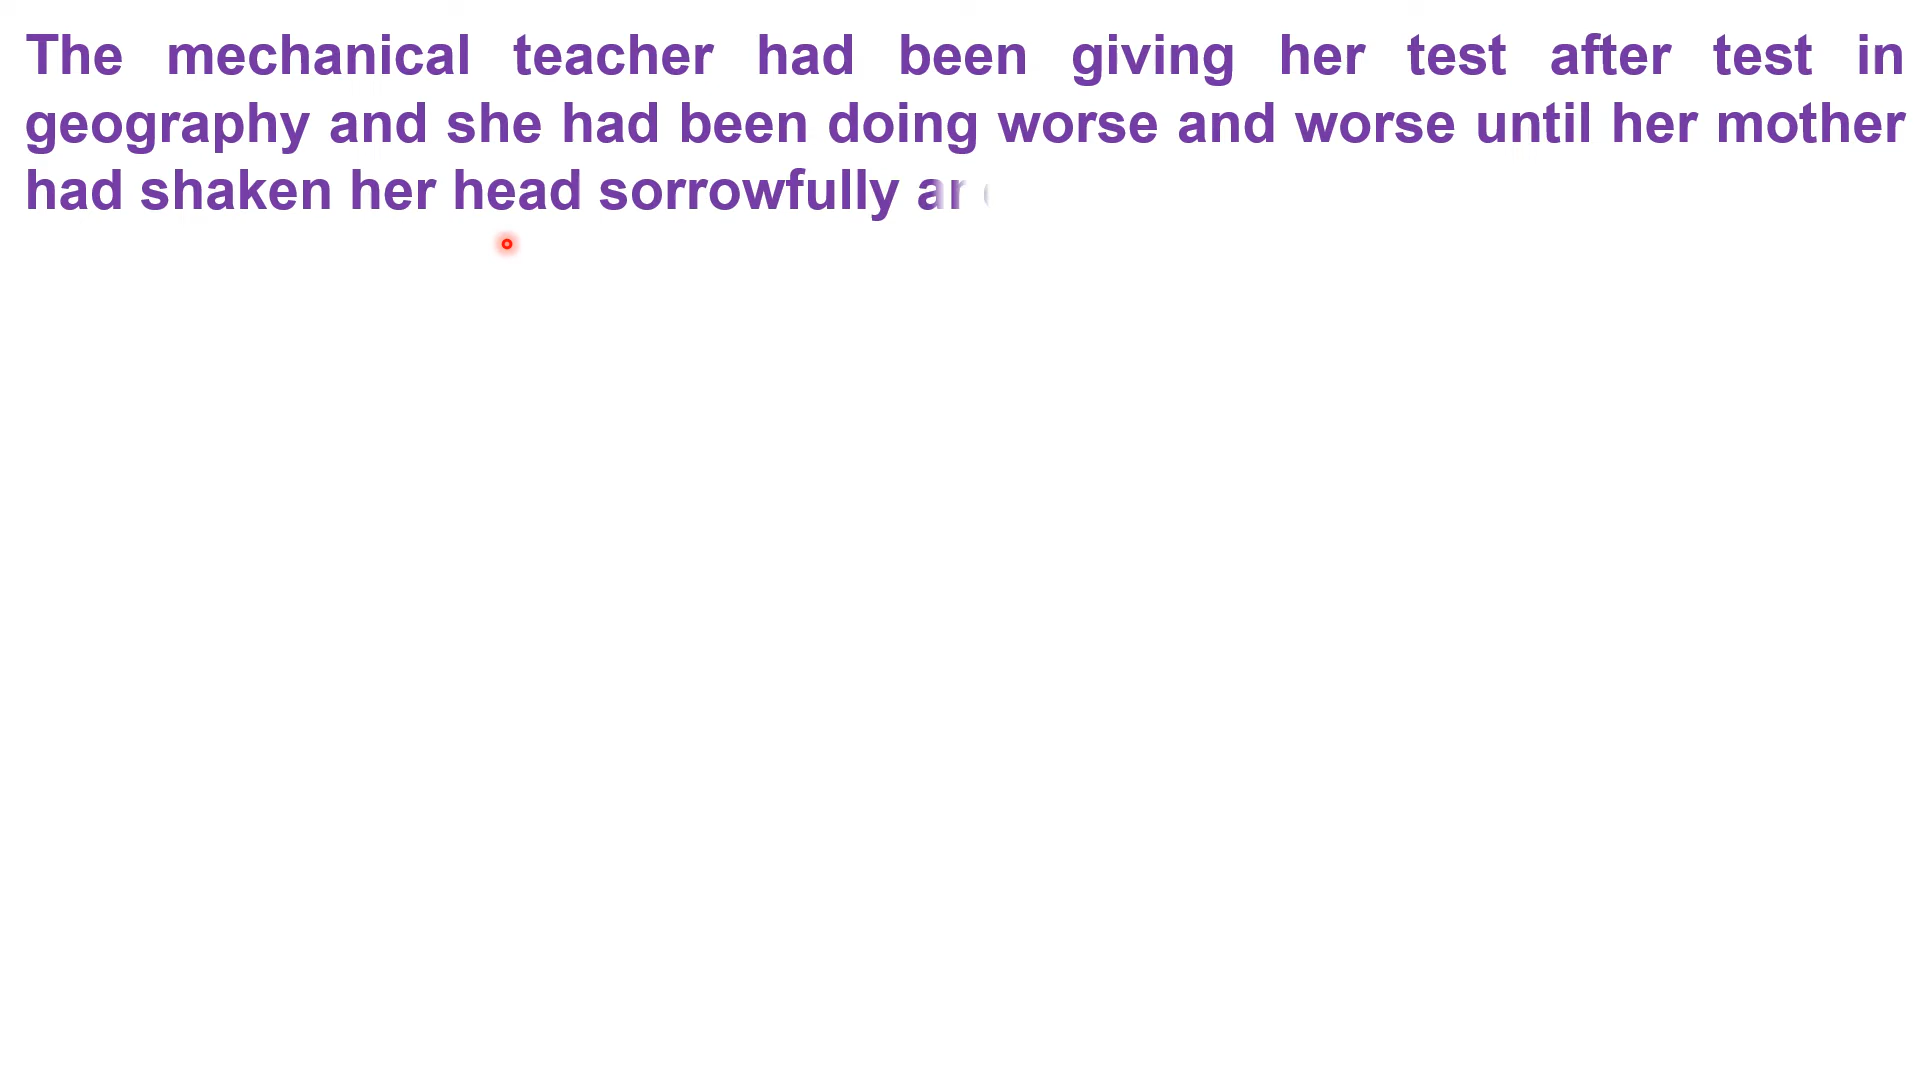 The mechanical teacher had been giving her test after test in
geography and she had been doing worse and worse until her mother
had shaken her head sorrowfully